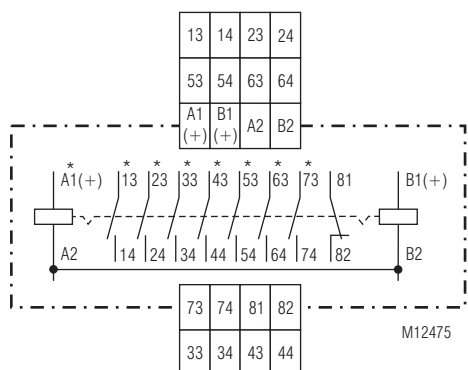 13 14 23 24
53 54 63 64
A1 (+) B1 (+) A2 B2
* * * * * * * *
A1(+) 13 23 33 43 53 63 73 81 B1(+)
A2 14 24 34 44 54 64 74 82 B2
73 74 81 82
M12475
33 34 43 44